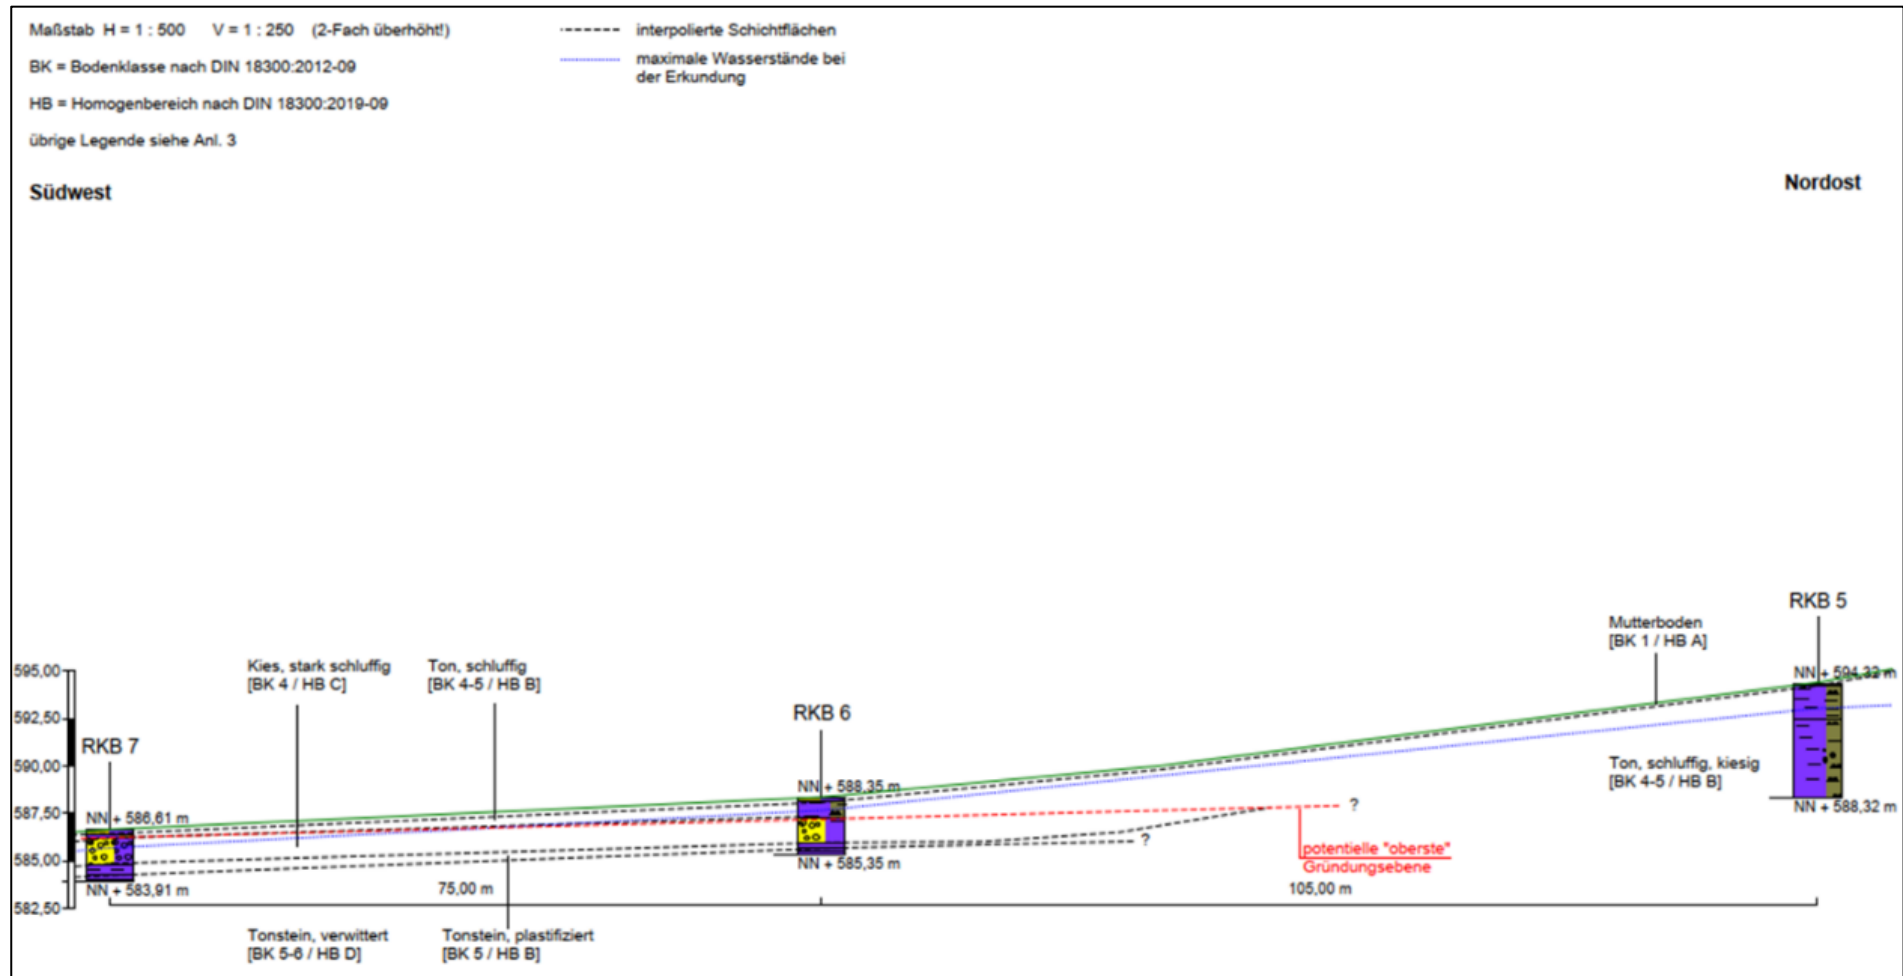 Maßstab H = 1 : 500 V = 1 : 250 (2-Fach überhöht!)
BK = Bodenklasse nach DIN 18300:2012-09
HB = Homogenbereich nach DIN 18300:2019-09
übrige Legende siehe Anl. 3
interpolierte Schichtflächen
maximale Wasserstände bei
der Erkundung
Südwest
Nordost
RKB 5
Mutterboden
[BK 1 / HB A]
NN + 594,32 m
595,00
592,50
590,00
587,50
585,00
582,50
Kies, stark schluffig
[BK 4 / HB C]
Ton, schluffig
[BK 4-5 / HB B]
RKB 6
RKB 7
NN + 588,35 m
Ton, schluffig, kiesig
[BK 4-5 / HB B]
NN + 586,61 m
?
NN + 588,32 m
?
potentielle "oberste"
Gründungsebene
NN + 585,35 m
NN + 583,91 m
75,00 m
105,00 m
Tonstein, verwittert
[BK 5-6 / HB D]
Tonstein, plastifiziert
[BK 5 / HB B]